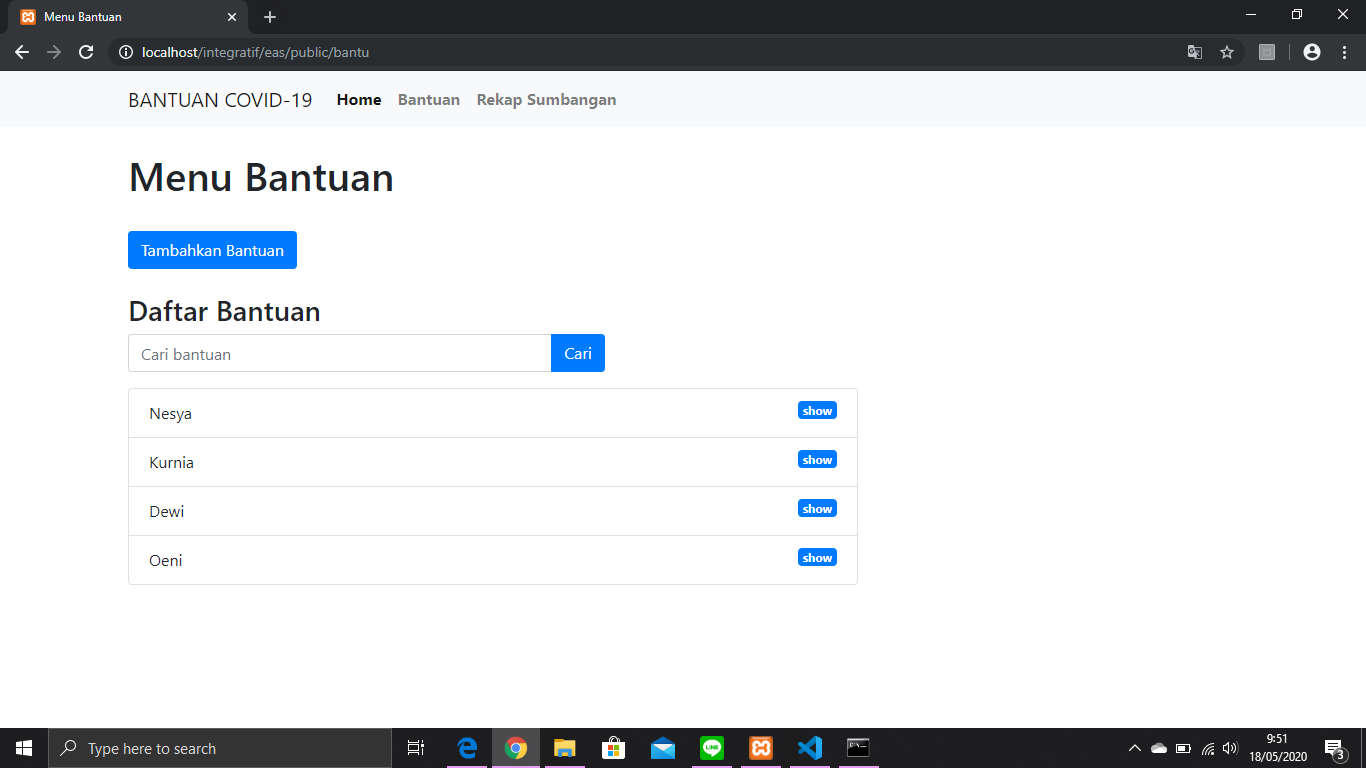 Menu Bantuan
localhost/integratif/eas/public/bantu
BANTUAN COVID-19 Home Bantuan Rekap Sumbangan
Menu Bantuan
Tambahkan Bantuan
Daftar Bantuan
Cari bantuan Cari
Nesya show
Kurnia show
Dewi show
Oeni show
Type here to search
LINE
9:51
18/05/2020
3